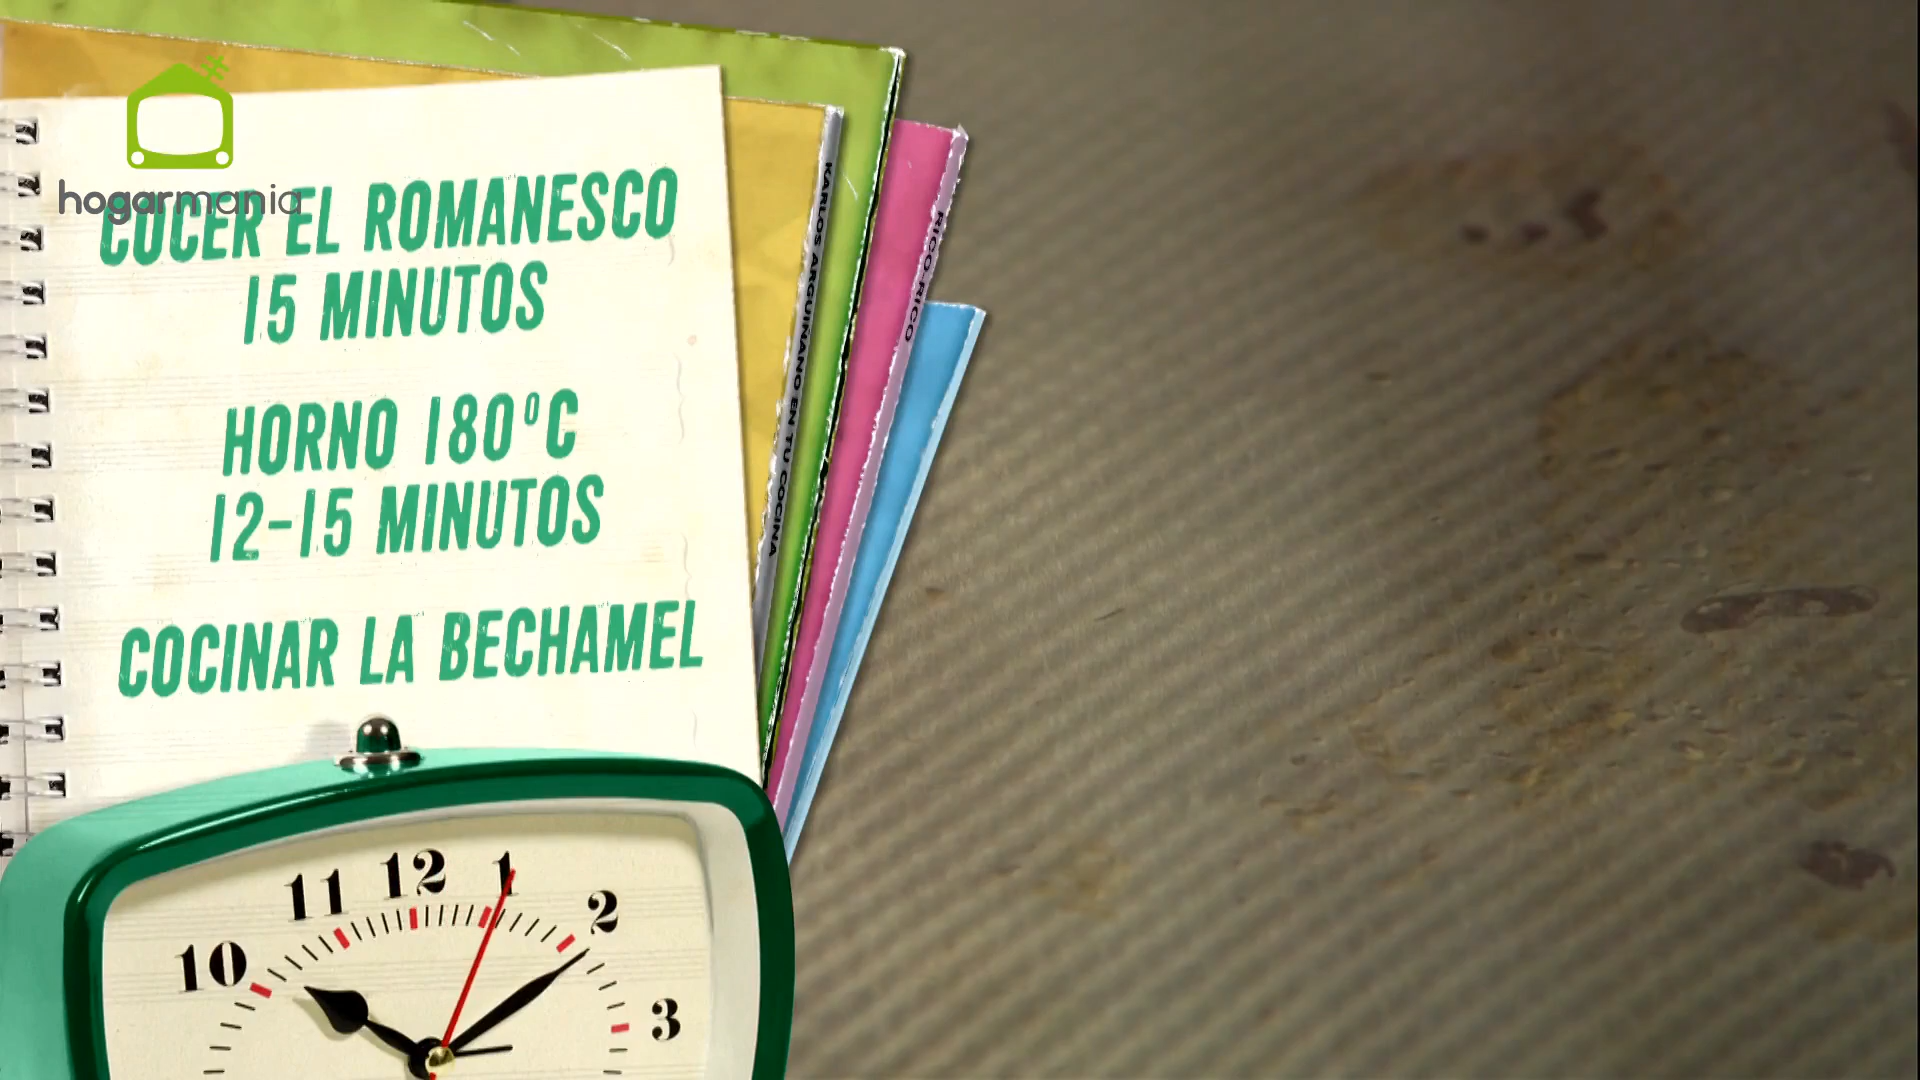 hogarmania
COCER EL ROMANESCO
15 MINUTOS
HORNO 180ºC
12-15 MINUTOS
COCINAR LA BECHAMEL
KARLOS ARGUIÑANO EN TU COCINA
RICO RICO
10
11
12
1
2
3